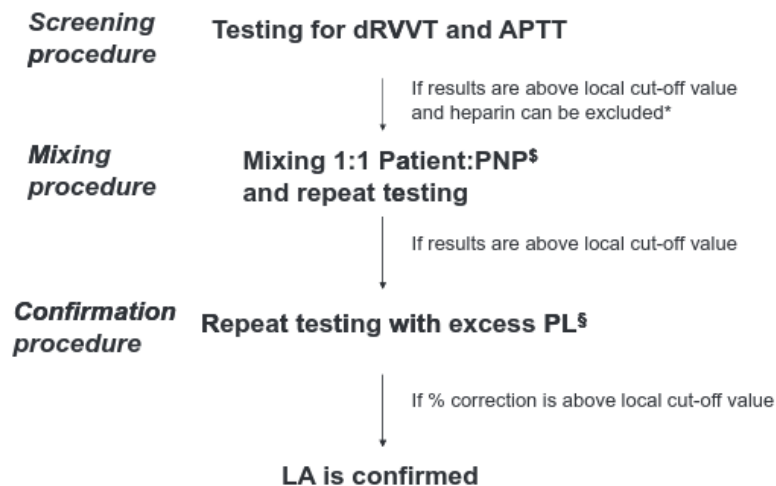 Screening
procedure
Testing for dRVVT and APTT
If results are above local cut-off value
and heparin can be excluded*
Mixing
procedure
Mixing 1:1 Patient:PNP$
and repeat testing
If results are above local cut-off value
Confirmation
procedure
Repeat testing with excess PL§
If % correction is above local cut-off value
LA is confirmed